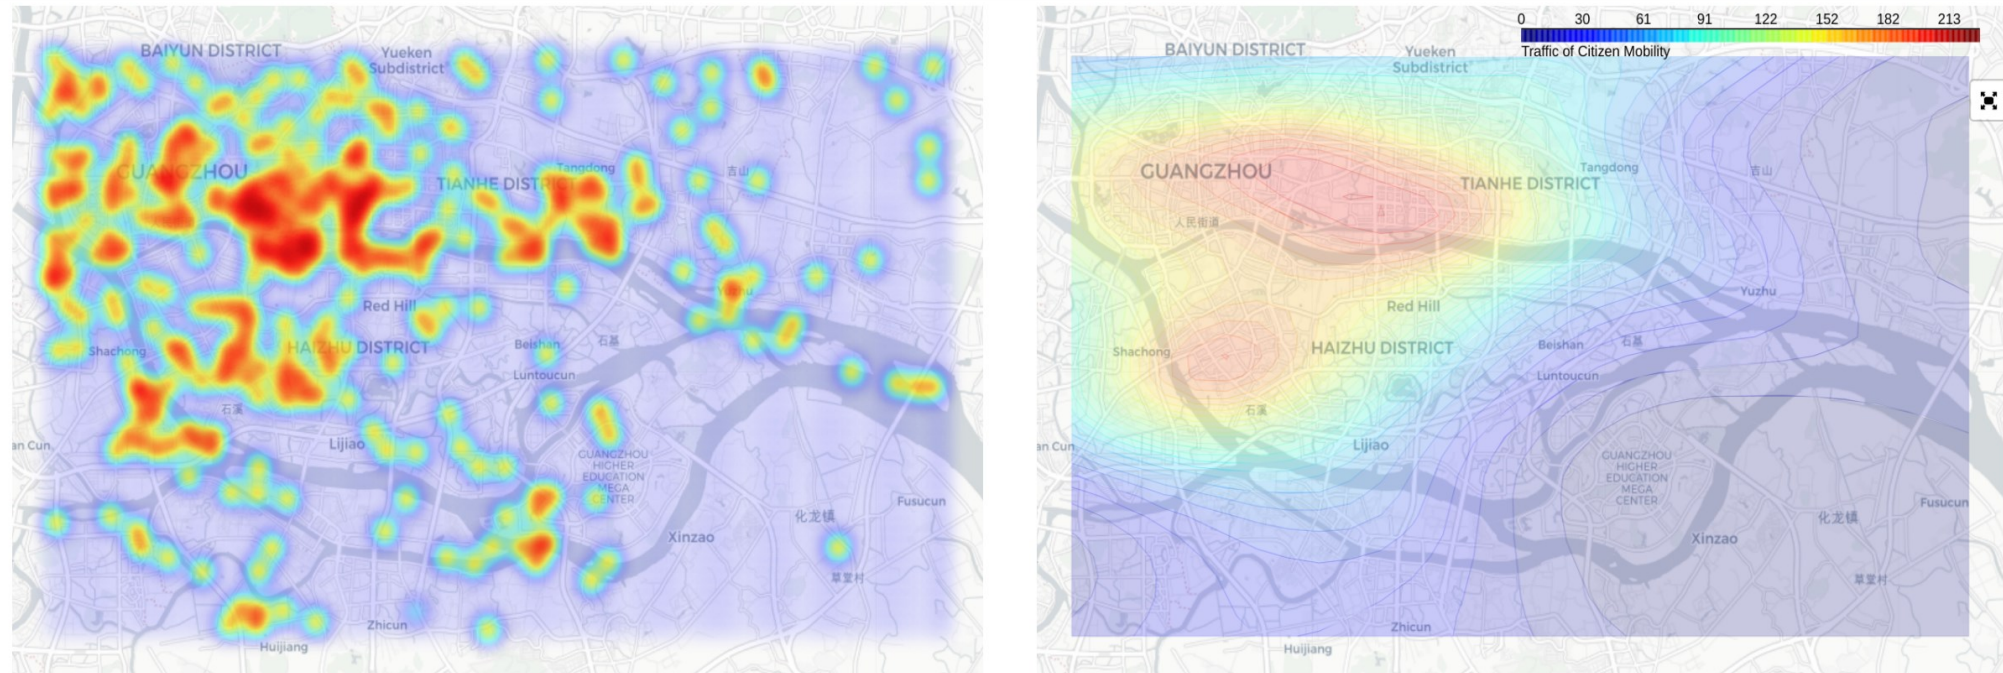 BAIYUN DISTRICT
Yueken
Subdistrict
GUANGZHOU
Tangdong
TIANHE DISTRICT
吉山
Red Hill
Yuzhu
Shachong
HAIZHU DISTRICT
Beishan
石基
Luntoucun
石溪
an Cun
Lijiao
GUANGZHOU
HIGHER
EDUCATION
MEGA
CENTER
Fusucun
化龙镇
Xinzao
草堂村
Zhicun
Huijiang
0 30 61 91 122 152 182 213
Traffic of Citizen Mobility
BAIYUN DISTRICT
Yueken
Subdistrict
GUANGZHOU
Tangdong
吉山
TIANHE DISTRICT
人民街道
Yuzhu
Red Hill
Shachong
HAIZHU DISTRICT
Beishan
石基
Luntoucun
石溪
an Cun
Lijiao
GUANGZHOU
HIGHER
EDUCATION
MEGA
CENTER
Fusucun
化龙镇
Xinzao
草堂村
Zhicun
Huijiang